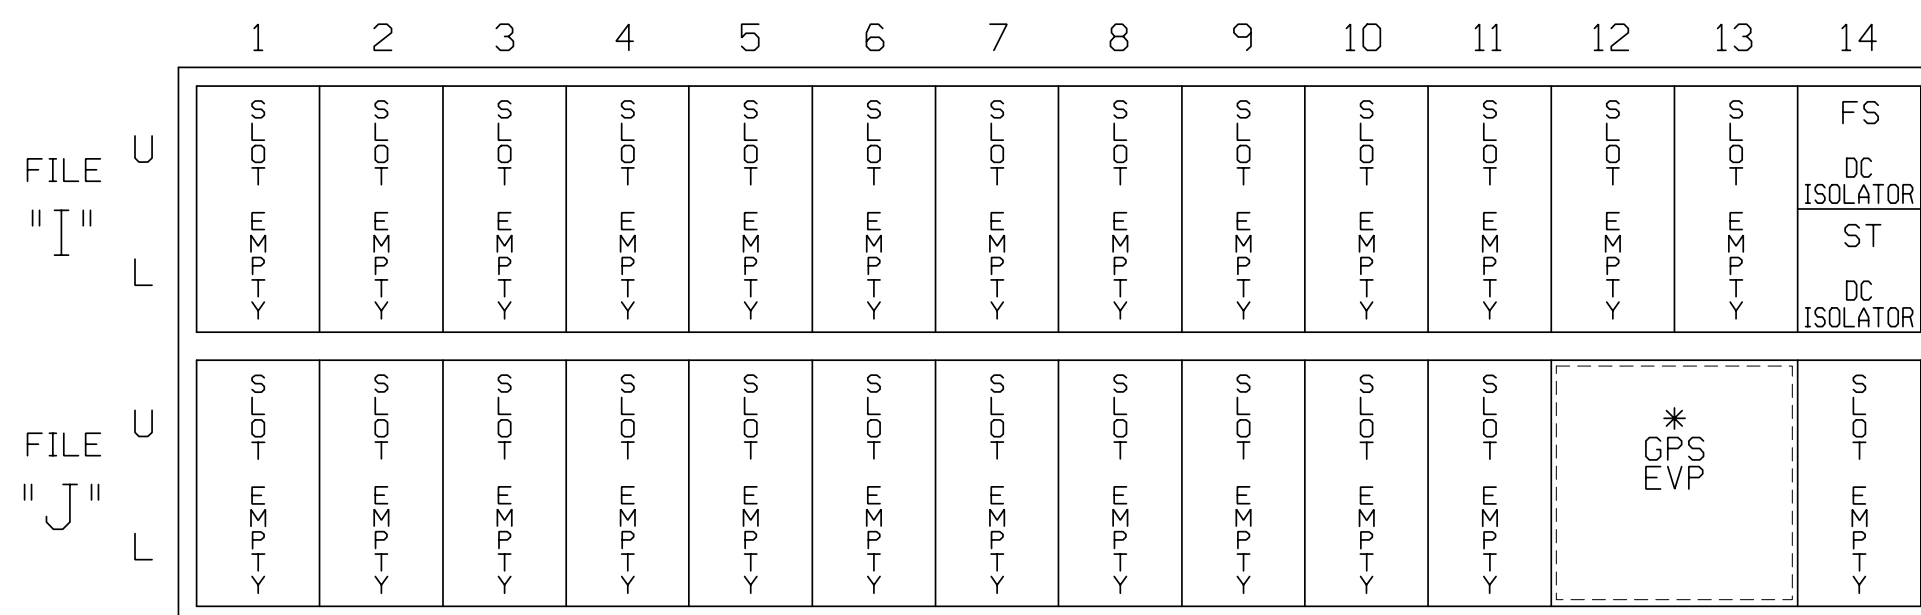 1 2 3 4 5 6 7 8 9 10 11 12 13 14
FILE "I"
U
L
SLOT EMPTY
SLOT EMPTY
SLOT EMPTY
SLOT EMPTY
SLOT EMPTY
SLOT EMPTY
SLOT EMPTY
SLOT EMPTY
SLOT EMPTY
SLOT EMPTY
SLOT EMPTY
SLOT EMPTY
SLOT EMPTY
FS
DC
ISOLATOR
ST
DC
ISOLATOR
FILE "J"
U
L
SLOT EMPTY
SLOT EMPTY
SLOT EMPTY
SLOT EMPTY
SLOT EMPTY
SLOT EMPTY
SLOT EMPTY
SLOT EMPTY
SLOT EMPTY
SLOT EMPTY
SLOT EMPTY
*
GPS
EVP
SLOT EMPTY